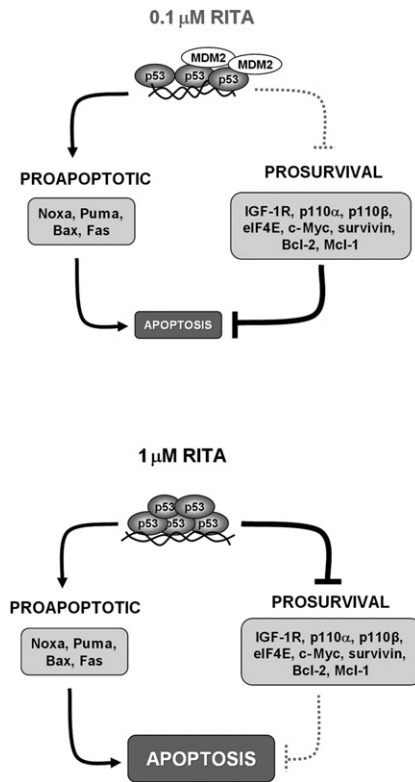 0.1 μM RITA
MDM2
MDM2
p53
p53
p53
PROAPOPTOTIC
PROSURVIVAL
Noxa, Puma,
Bax, Fas
IGF-1R, p110α, p110β,
eIF4E, c-Myc, survivin,
Bcl-2, Mcl-1
APOPTOSIS
1 μM RITA
p53
p53
p53
p53
p53
PROAPOPTOTIC
PROSURVIVAL
Noxa, Puma,
Bax, Fas
IGF-1R, p110α, p110β,
eIF4E, c-Myc, survivin,
Bcl-2, Mcl-1
APOPTOSIS